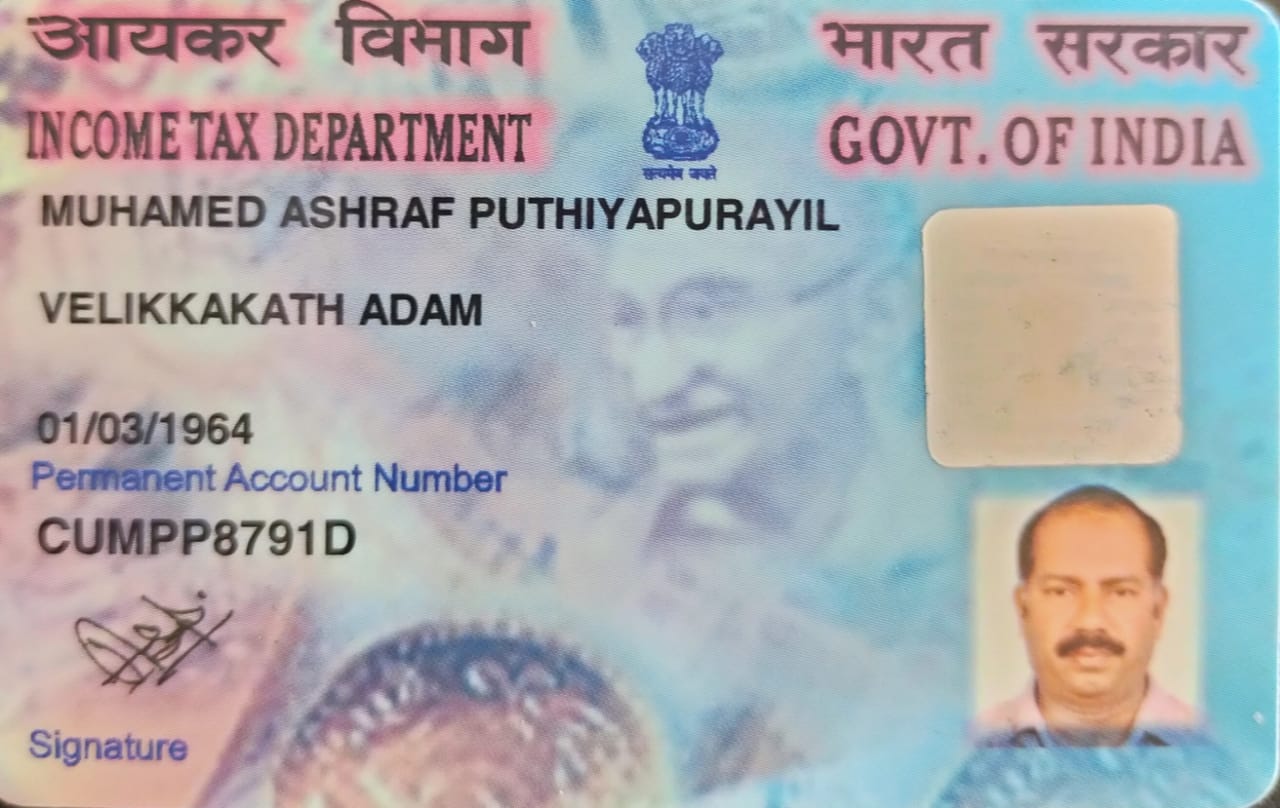 आयकर विभाग
भारत सरकार
INCOME TAX DEPARTMENT
GOVT. OF INDIA
सत्यमेव जयते
MUHAMED ASHRAF PUTHIYAPURAYIL
VELIKKAKATH ADAM
01/03/1964
Permanent Account Number
CUMPP8791D
Signature